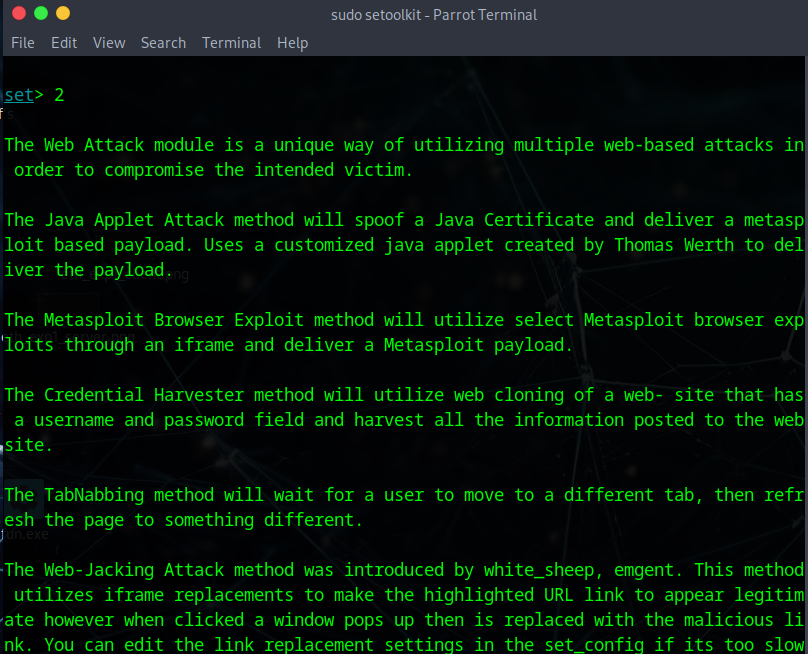 sudo setoolkit - Parrot Terminal
File Edit View Search Terminal Help
set> 2
The Web Attack module is a unique way of utilizing multiple web-based attacks in
order to compromise the intended victim.
The Java Applet Attack method will spoof a Java Certificate and deliver a metasp
loit based payload. Uses a customized java applet created by Thomas Werth to del
iver the payload.
The Metasploit Browser Exploit method will utilize select Metasploit browser exp
loits through an iframe and deliver a Metasploit payload.
The Credential Harvester method will utilize web cloning of a web- site that has
a username and password field and harvest all the information posted to the web
site.
The TabNabbing method will wait for a user to move to a different tab, then refr
esh the page to something different.
The Web-Jacking Attack method was introduced by white_sheep, emgent. This method
utilizes iframe replacements to make the highlighted URL link to appear legitim
ate however when clicked a window pops up then is replaced with the malicious li
nk. You can edit the link replacement settings in the set_config if its too slow